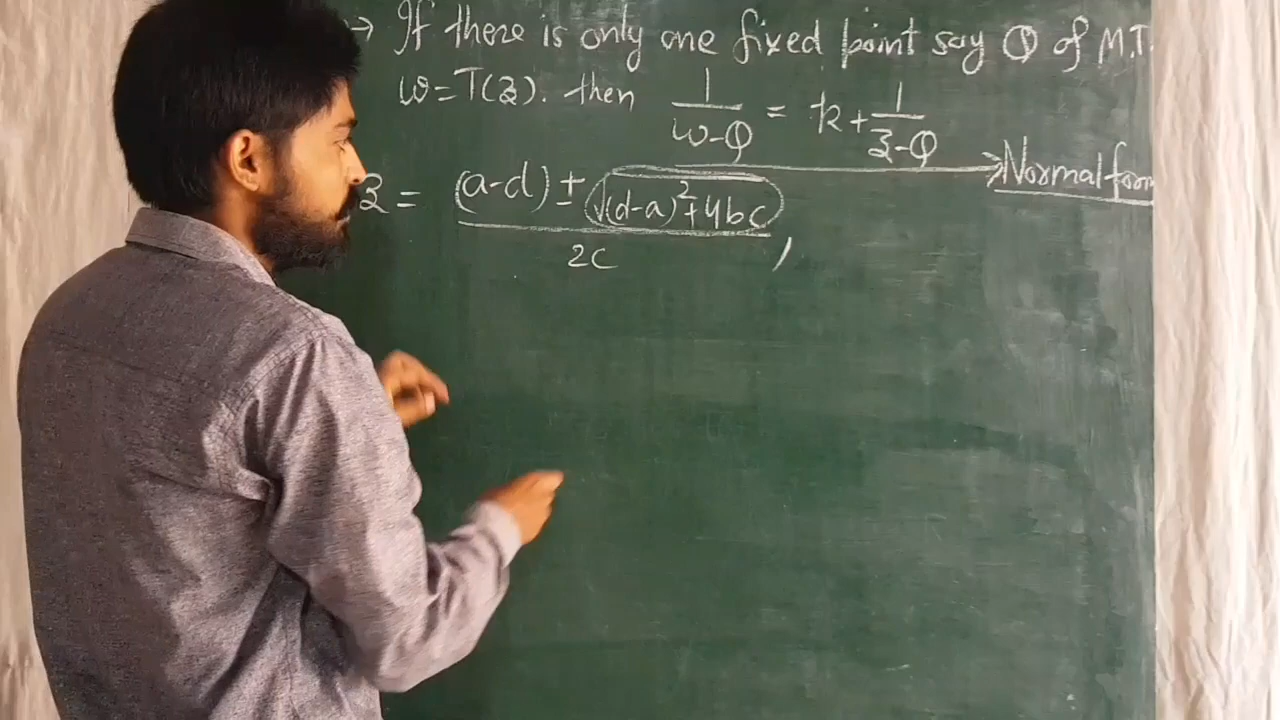 → If there is only one fixed point say Q of M.T.
w=T(z). then 1/(w-Q) = k+1/(z-Q) → Normal form
z = ((a-d) ± √((d-a)²+4bc))/2c ,